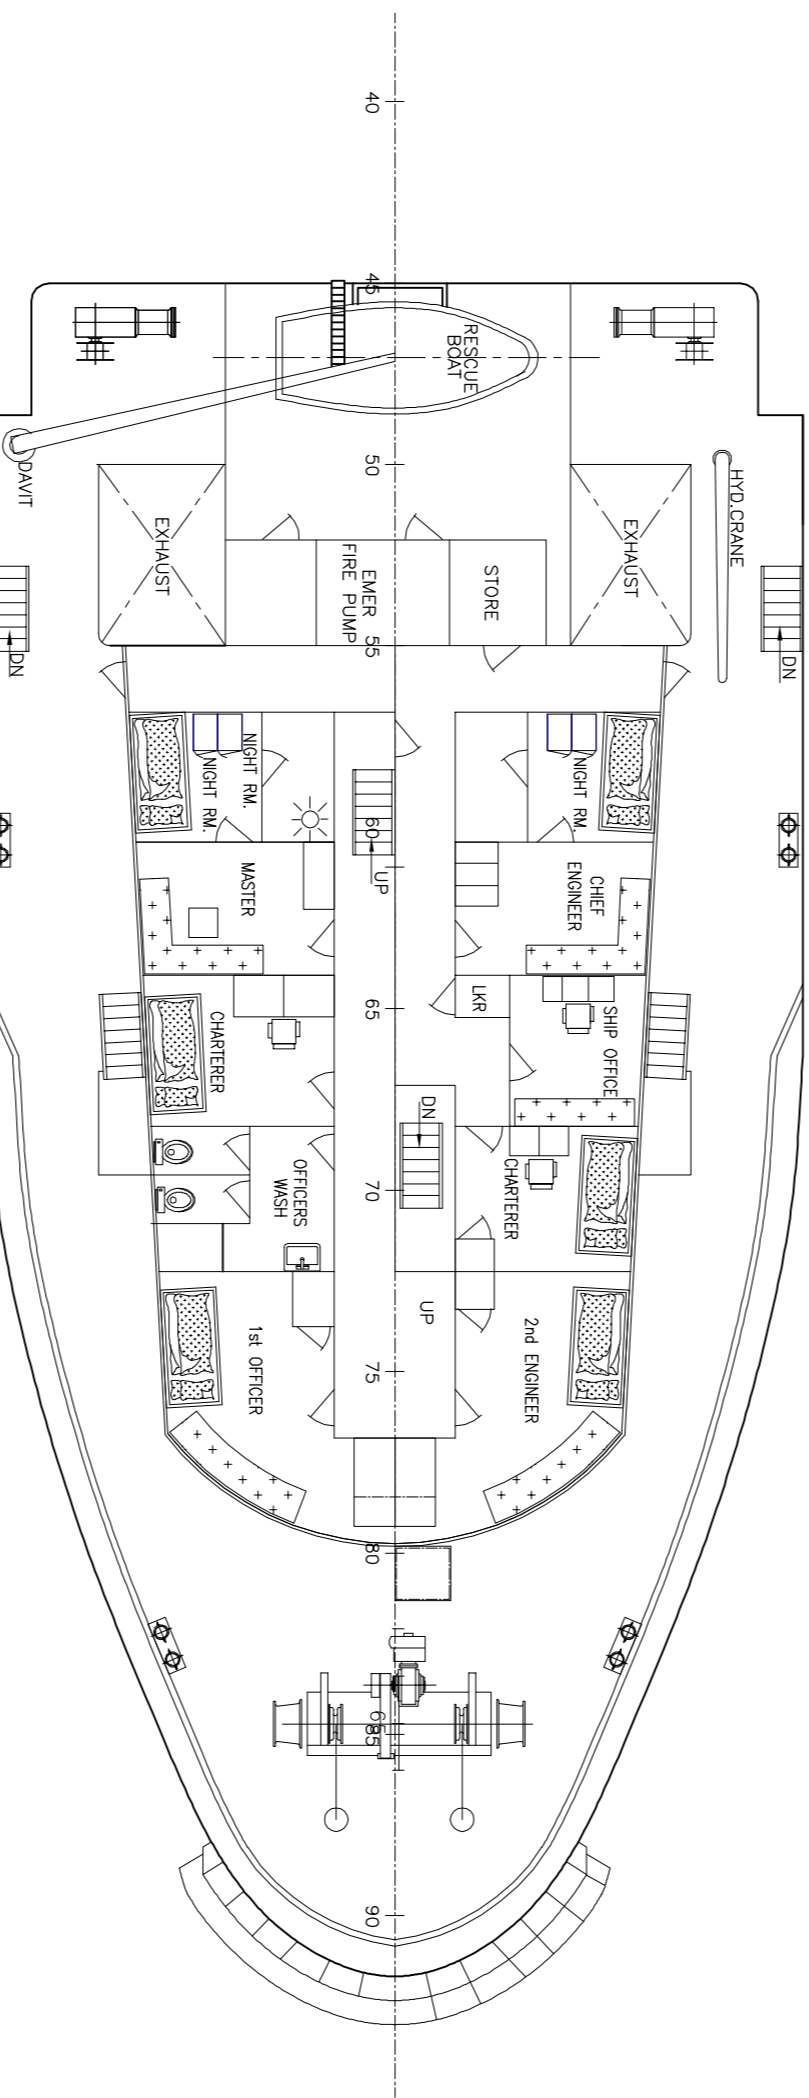 40
45
RESCUE
BOAT
DAVIT
HYD.CRANE
50
EXHAUST
EXHAUST
EMER
FIRE PUMP
STORE
55
DN
DN
NIGHT RM.
NIGHT RM.
NIGHT RM.
60
UP
MASTER
CHIEF
ENGINEER
LKR
65
SHIP OFFICE
CHARTERER
DN
OFFICERS
WASH
70
CHARTERER
UP
1st OFFICER
75
2nd ENGINEER
80
85
90